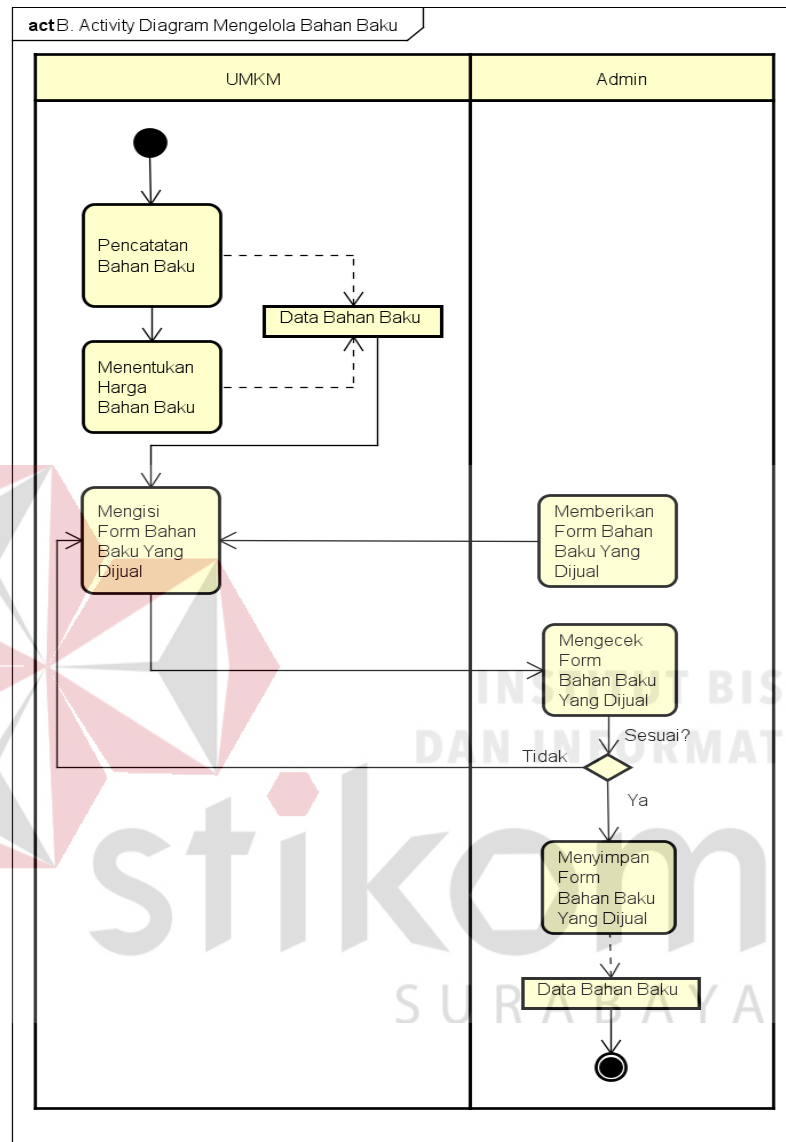 act B. Activity Diagram Mengelola Bahan Baku
UMKM
Admin
Pencatatan
Bahan Baku
Data Bahan Baku
Menentukan
Harga
Bahan Baku
Mengisi
Form Bahan
Baku Yang
Dijual
Memberikan
Form Bahan
Baku Yang
Dijual
Mengecek
Form
Bahan Baku
Yang Dijual
INSTITUT BIS
DAN INFORMAT
Sesuai?
Tidak
Ya
Menyimpan
Form
Bahan Baku
Yang Dijual
stikom
Data Bahan Baku
SURABAYA